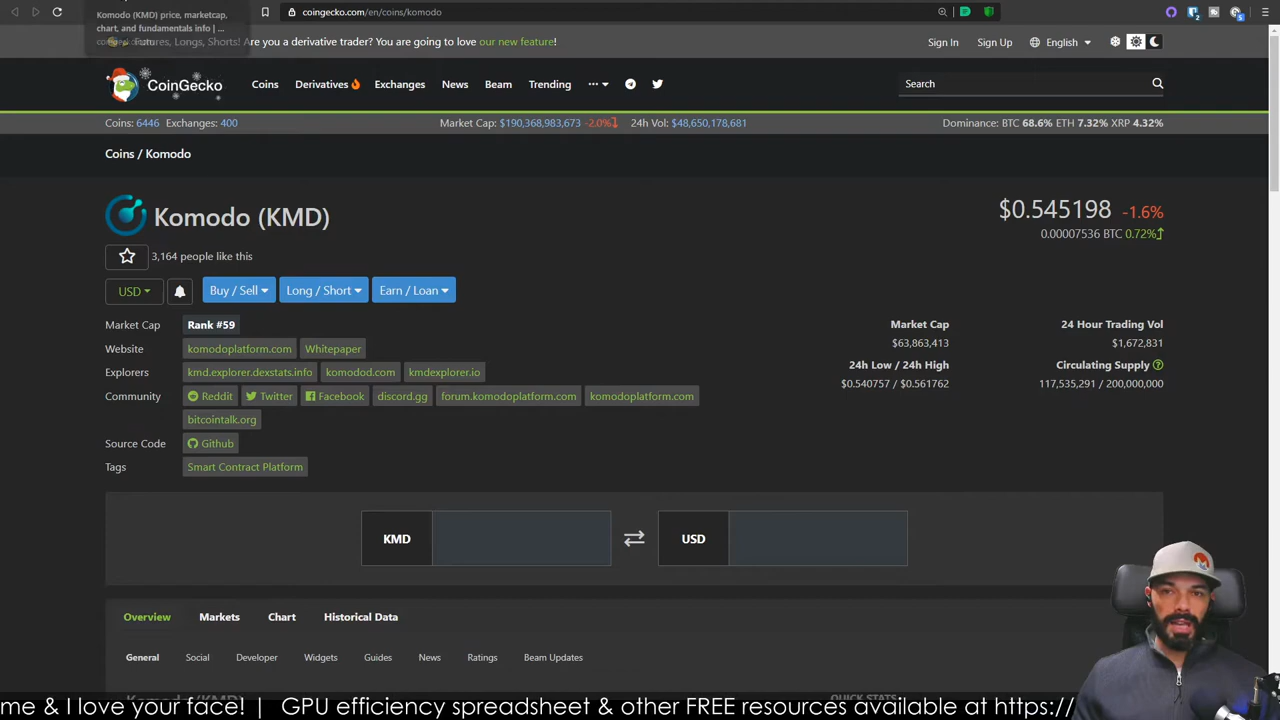 Komodo (KMD) price, marketcap,
chart, and fundamentals info | ...
coingecko.com/en/coins/komodo
Futures, Longs, Shorts! Are you a derivative trader? You are going to love our new feature!
Sign In Sign Up English
CoinGecko
Coins Derivatives Exchanges News Beam Trending ...
Search
Coins: 6446 Exchanges: 400
Market Cap: $190,368,983,673 -2.0% 24h Vol: $48,650,178,681
Dominance: BTC 68.6% ETH 7.32% XRP 4.32%
Coins / Komodo
Komodo (KMD)
$0.545198 -1.6%
0.00007536 BTC 0.72%
3,164 people like this
USD Buy / Sell Long / Short Earn / Loan
Market Cap Rank #59
Website komodoplatform.com Whitepaper
Explorers kmd.explorer.dexstats.info komodod.com kmdexplorer.io
Community Reddit Twitter Facebook discord.gg forum.komodoplatform.com komodoplatform.com
bitcointalk.org
Source Code Github
Tags Smart Contract Platform
Market Cap
$63,863,413
24 Hour Trading Vol
$1,672,831
24h Low / 24h High
$0.540757 / $0.561762
Circulating Supply
117,535,291 / 200,000,000
KMD USD
Overview Markets Chart Historical Data
General Social Developer Widgets Guides News Ratings Beam Updates
me & I love your face! | GPU efficiency spreadsheet & other FREE resources available at https://